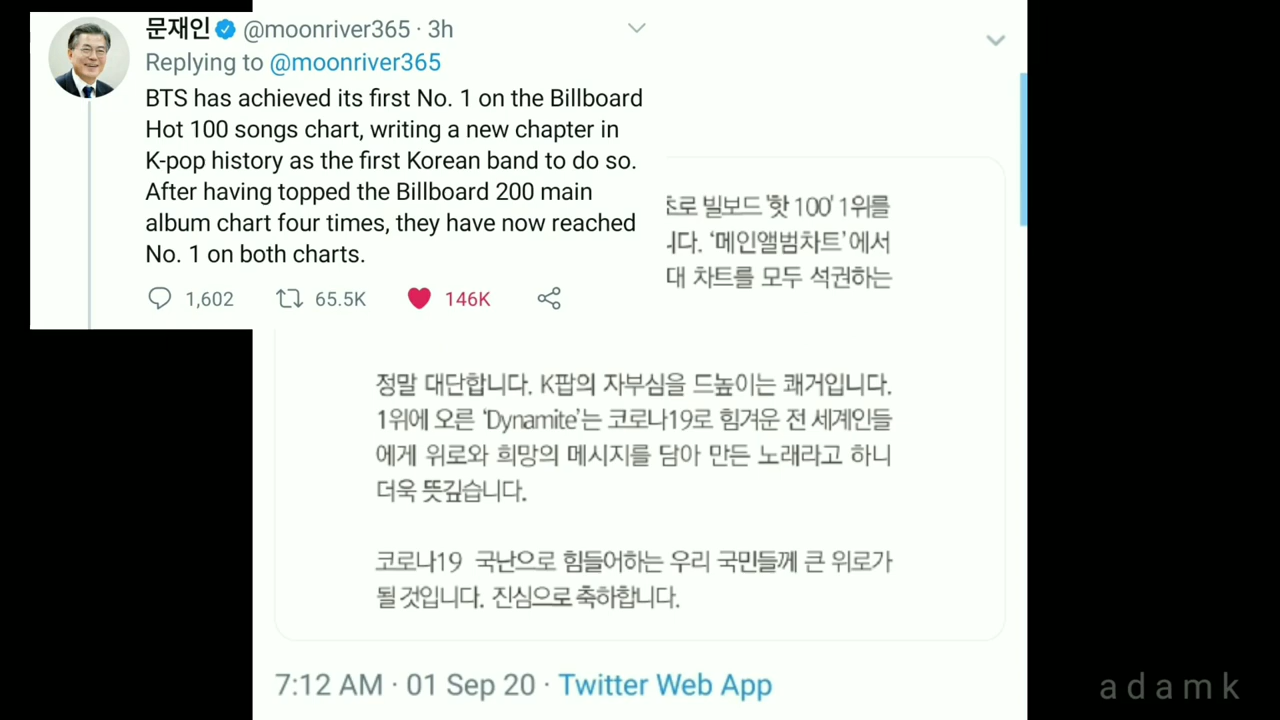 문재인 @moonriver365 · 3h
Replying to @moonriver365
BTS has achieved its first No. 1 on the Billboard
Hot 100 songs chart, writing a new chapter in
K-pop history as the first Korean band to do so.
After having topped the Billboard 200 main
album chart four times, they have now reached
No. 1 on both charts.
1,602 65.5K 146K
빌보드 '핫 100' 1위를
'메인앨범차트'에서
차트를 모두 석권하는
정말 대단합니다. K팝의 자부심을 드높이는 쾌거입니다.
1위에 오른 'Dynamite'는 코로나19로 힘겨운 전 세계인들
에게 위로와 희망의 메시지를 담아 만든 노래라고 하니
더욱 뜻깊습니다.
코로나19 국난으로 힘들어하는 우리 국민들께 큰 위로가
될 것입니다. 진심으로 축하합니다.
7:12 AM · 01 Sep 20 · Twitter Web App
adamk